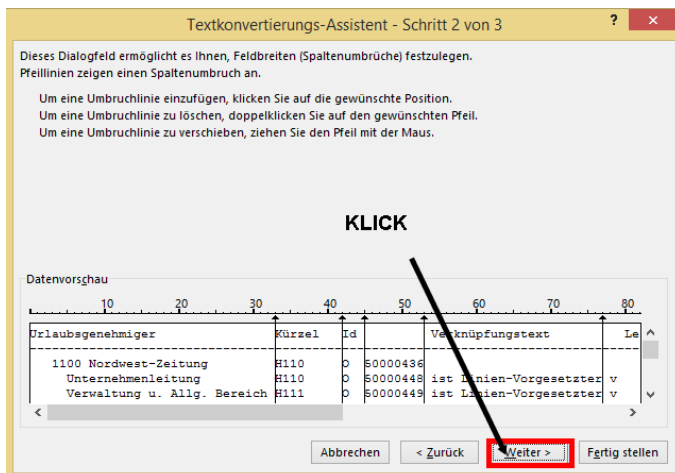 Textkonvertierungs-Assistent - Schritt 2 von 3
? ×
Dieses Dialogfeld ermöglicht es Ihnen, Feldbreiten (Spaltenumbrüche) festzulegen.
Pfeillinien zeigen einen Spaltenumbruch an.
Um eine Umbruchlinie einzufügen, klicken Sie auf die gewünschte Position.
Um eine Umbruchlinie zu löschen, doppelklicken Sie auf den gewünschten Pfeil.
Um eine Umbruchlinie zu verschieben, ziehen Sie den Pfeil mit der Maus.
KLICK
Datenvorschau
10 20 30 40 50 60 70 80
Urlaubsgenehmiger Kürzel Id Verknüpfungstext Le
1100 Nordwest-Zeitung H110 O 50000436
Unternehmenleitung H110 O 50000448 ist Linien-Vorgesetzter v
Verwaltung u. Allg. Bereich H111 O 50000449 ist Linien-Vorgesetzter v
Abbrechen < Zurück Weiter > Fertig stellen